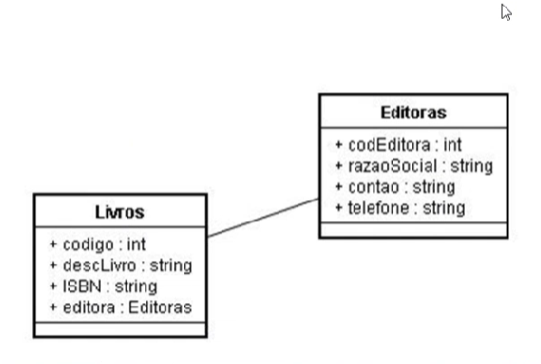 Editoras
+ codEditora : int
+ razaoSocial : string
+ contao : string
+ telefone : string
Livros
+ codigo : int
+ descLivro : string
+ ISBN : string
+ editora : Editoras